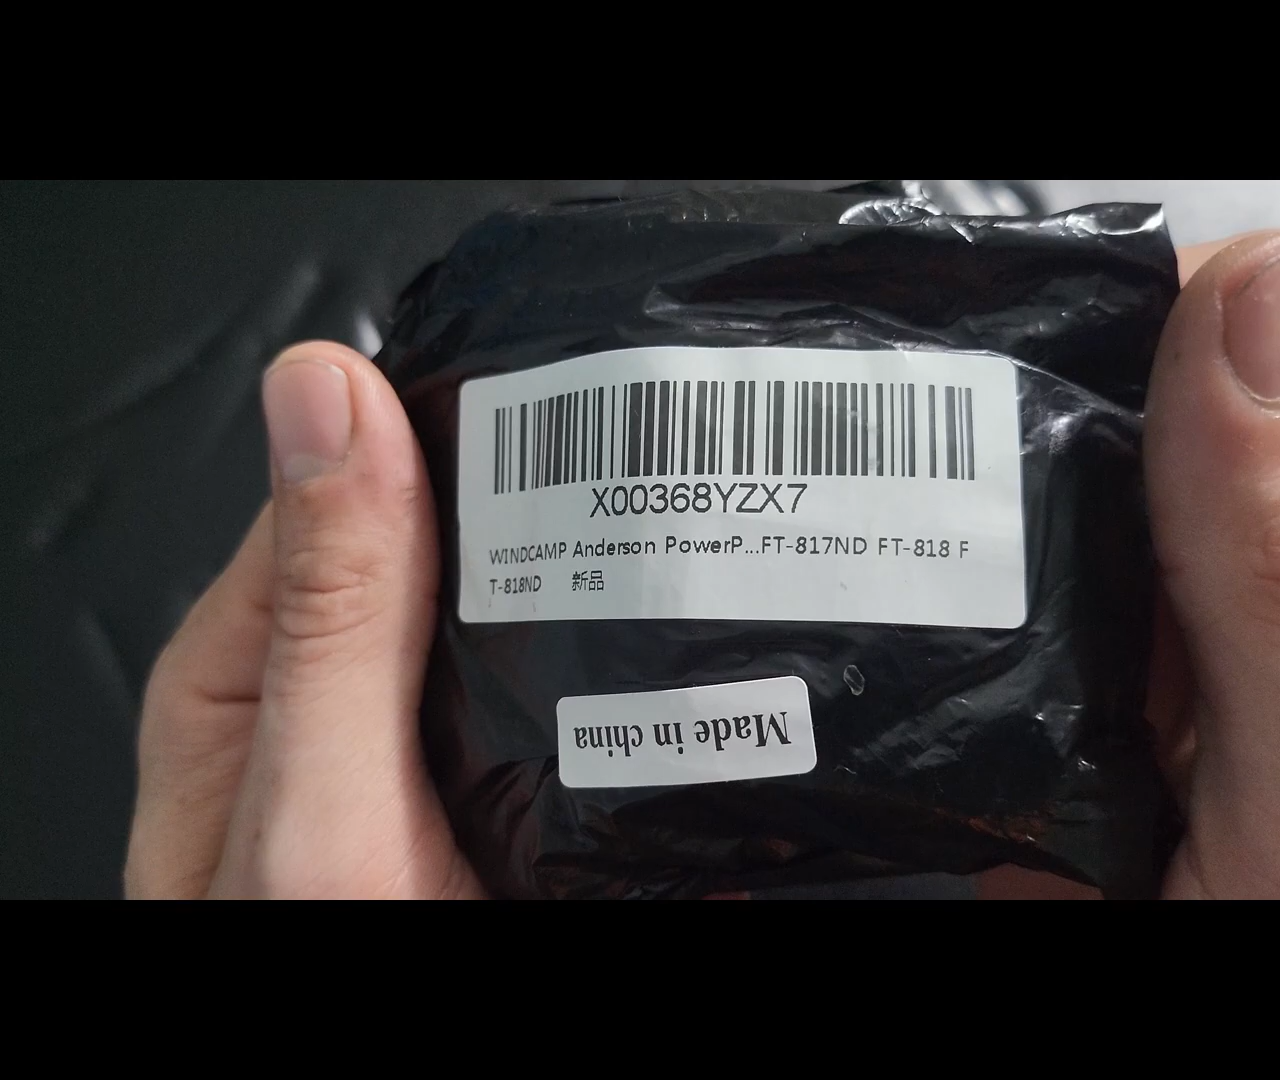 X00368YZX7
WINDCAMP Anderson PowerP...FT-817ND FT-818 F
T-818ND 新品
Made in china